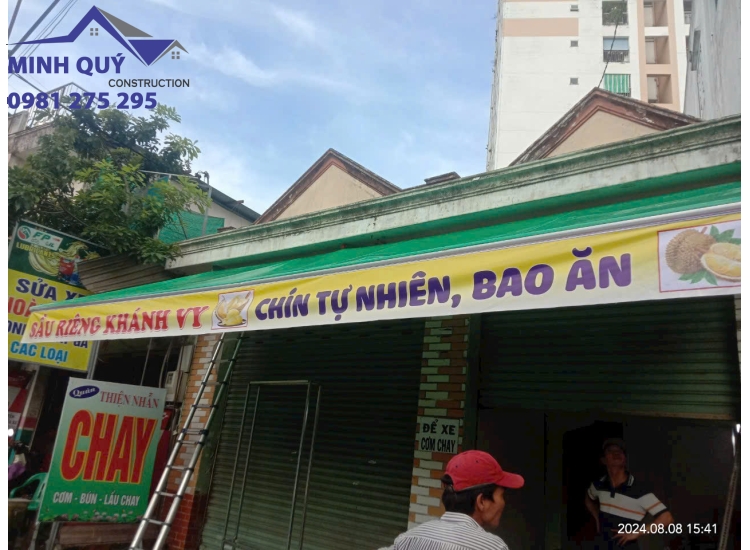 MINH QUÝ
CONSTRUCTION
0981 275 295
SẦU RIÊNG KHÁNH VY
CHÍN TỰ NHIÊN, BAO ĂN
SỮA X
CÁC LOẠI
Quán
THIỆN NHẪN
CHAY
CƠM - BÚN - LẨU CHAY
ĐỂ XE
CƠM CHAY
2024.08.08 15:41